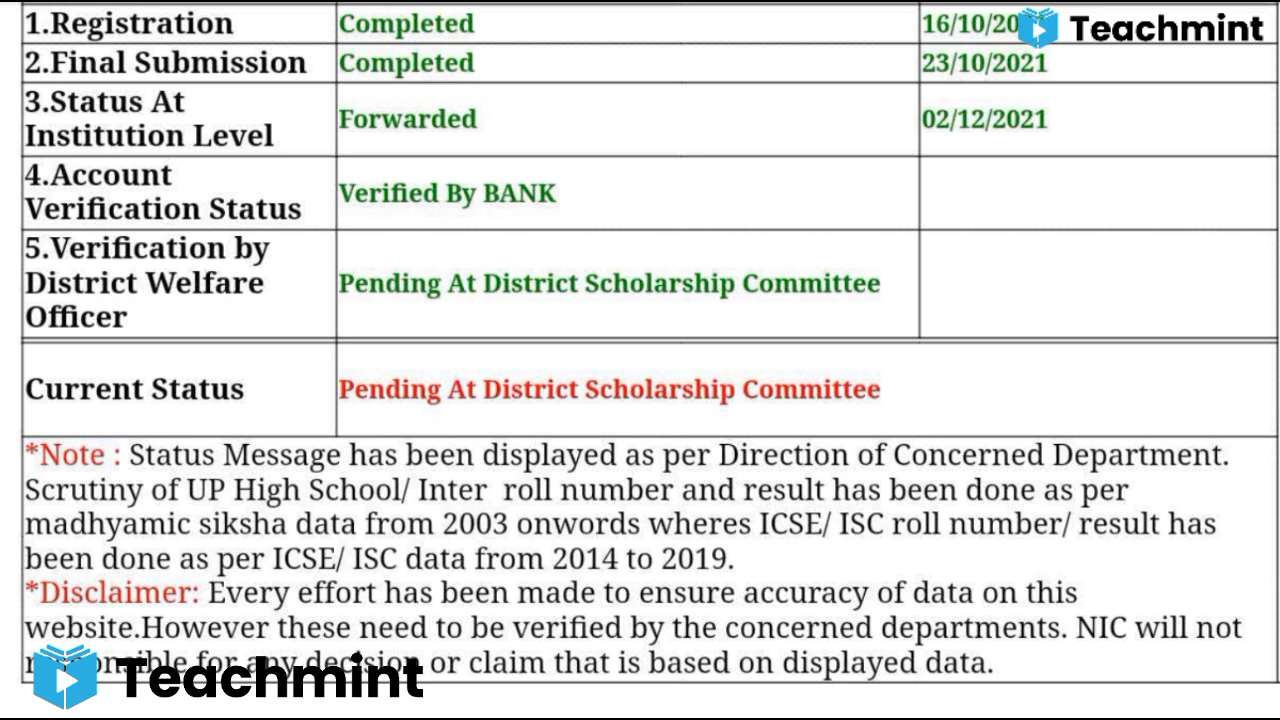 1.Registration Completed 16/10/20
Teachmint
2.Final Submission Completed 23/10/2021
3.Status At
Institution Level Forwarded 02/12/2021
4.Account
Verification Status Verified By BANK
5.Verification by
District Welfare Pending At District Scholarship Committee
Officer
Current Status Pending At District Scholarship Committee
*Note : Status Message has been displayed as per Direction of Concerned Department.
Scrutiny of UP High School/ Inter roll number and result has been done as per
madhyamic siksha data from 2003 onwords wheres ICSE/ ISC roll number/ result has
been done as per ICSE/ ISC data from 2014 to 2019.
*Disclaimer: Every effort has been made to ensure accuracy of data on this
website.However these need to be verified by the concerned departments. NIC will not
for any decision or claim that is based on displayed data.
Teachmint